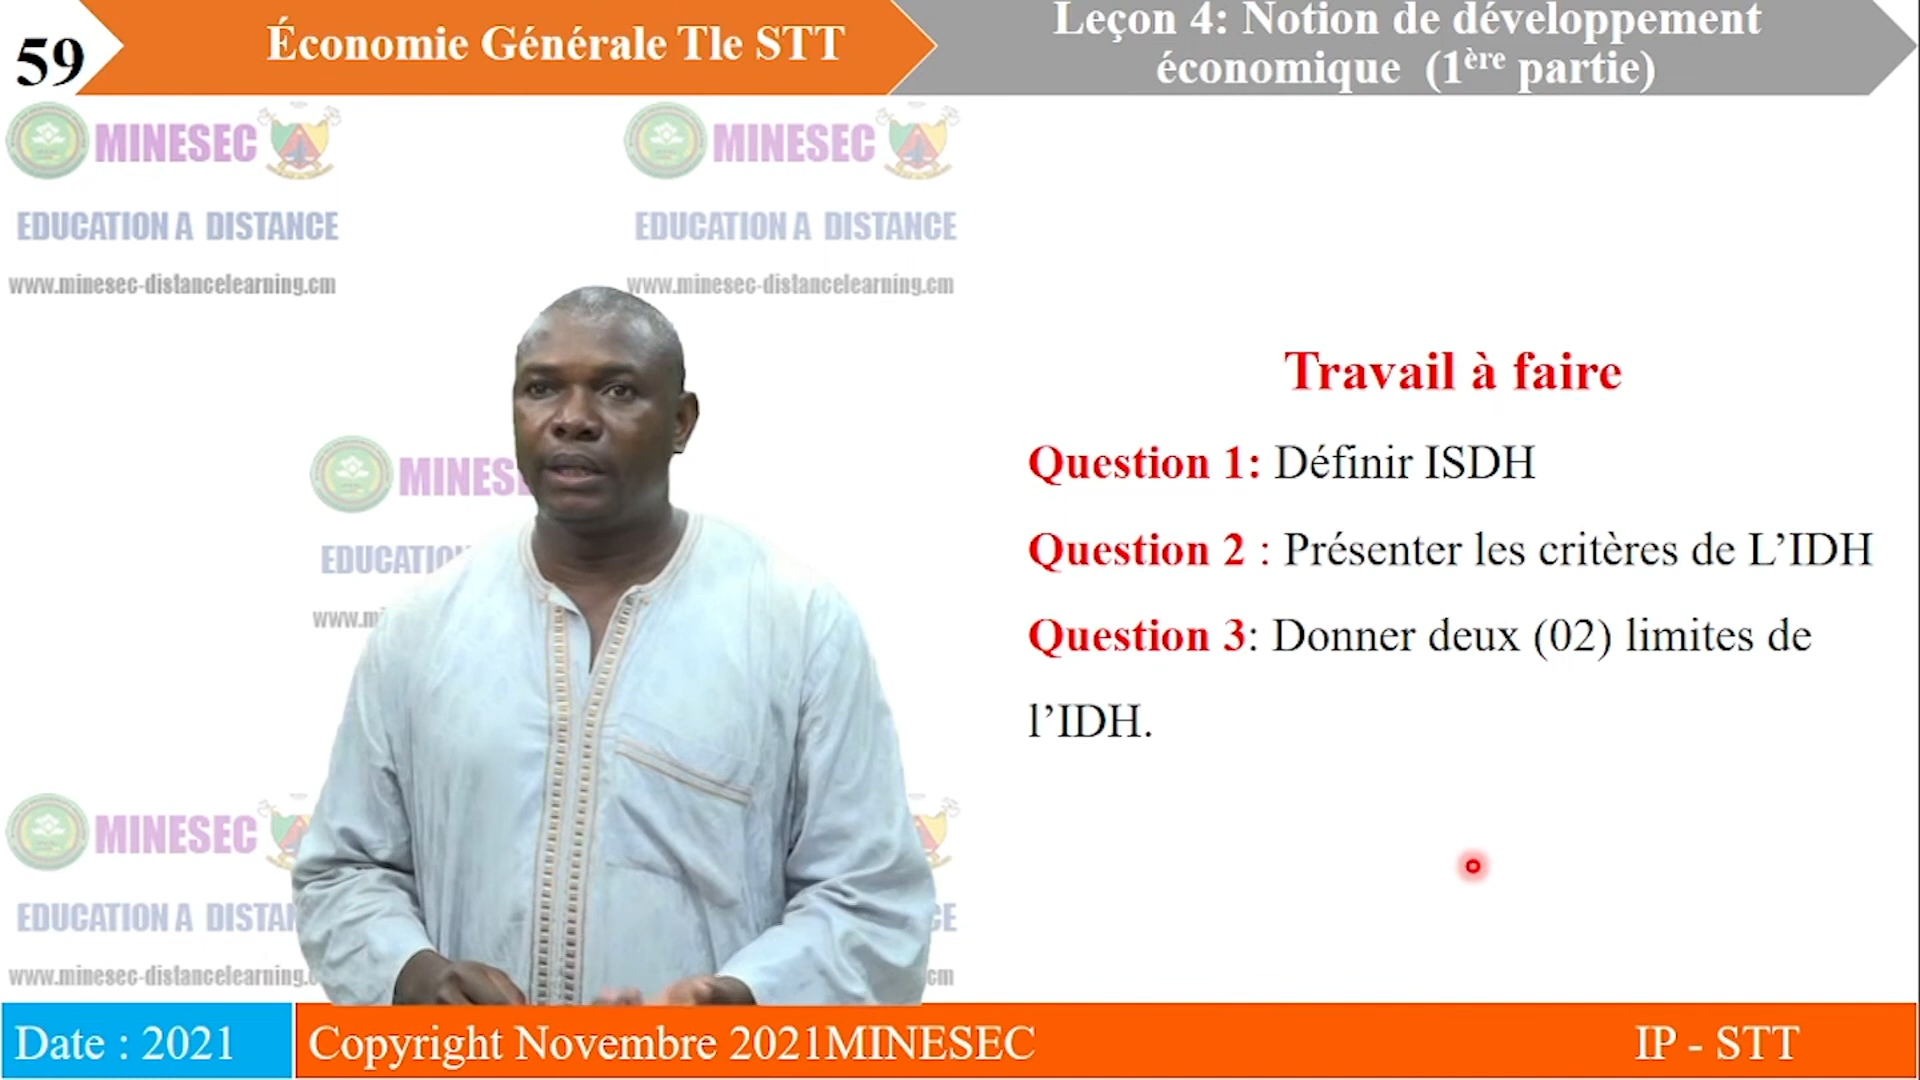 59
Économie Générale Tle STT
Leçon 4: Notion de développement
économique (1ère partie)
MINESEC
EDUCATION A DISTANCE
www.minesec-distancelearning.cm
MINESEC
EDUCATION A DISTANCE
www.minesec-distancelearning.cm
Travail à faire
Question 1: Définir ISDH
Question 2 : Présenter les critères de L’IDH
Question 3: Donner deux (02) limites de
l’IDH.
MINESEC
Date : 2021
Copyright Novembre 2021MINESEC
IP - STT